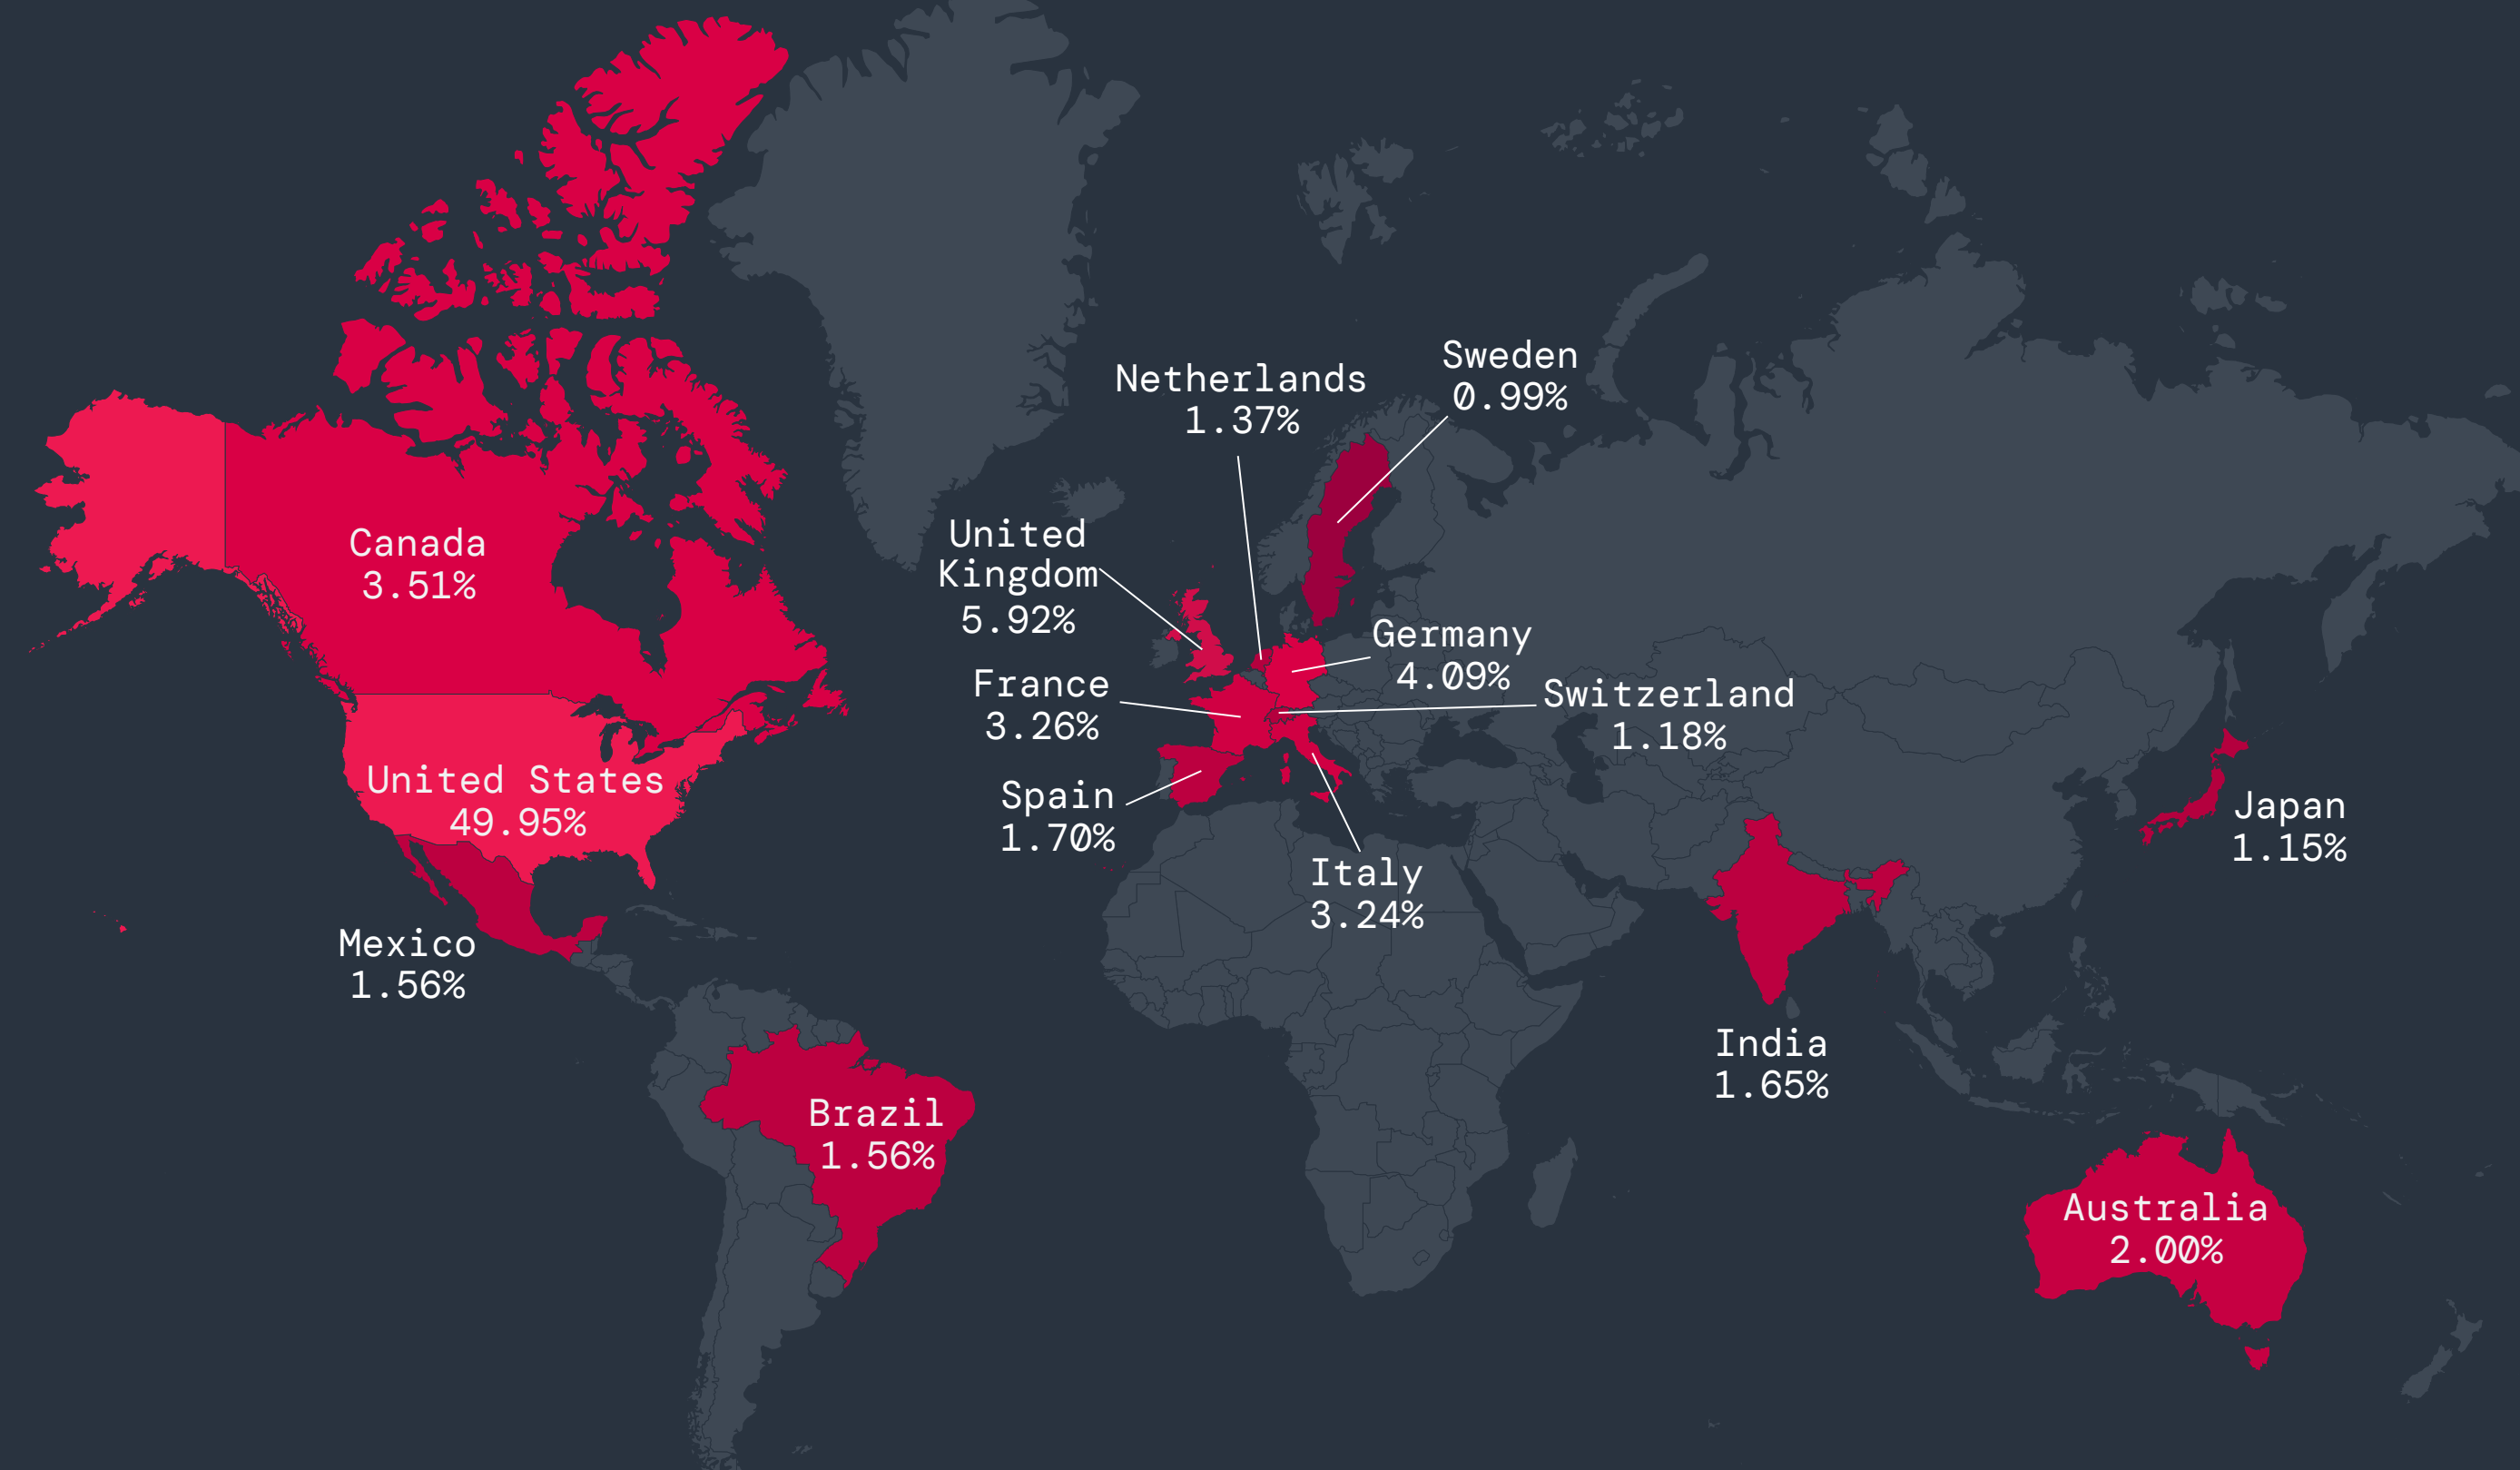 Sweden
0.99%
Netherlands
1.37%
United
Kingdom
5.92%
Canada
3.51%
Germany
4.09%
France
3.26%
Switzerland
1.18%
United States
49.95%
Spain
1.70%
Japan
1.15%
Italy
3.24%
Mexico
1.56%
India
1.65%
Brazil
1.56%
Australia
2.00%